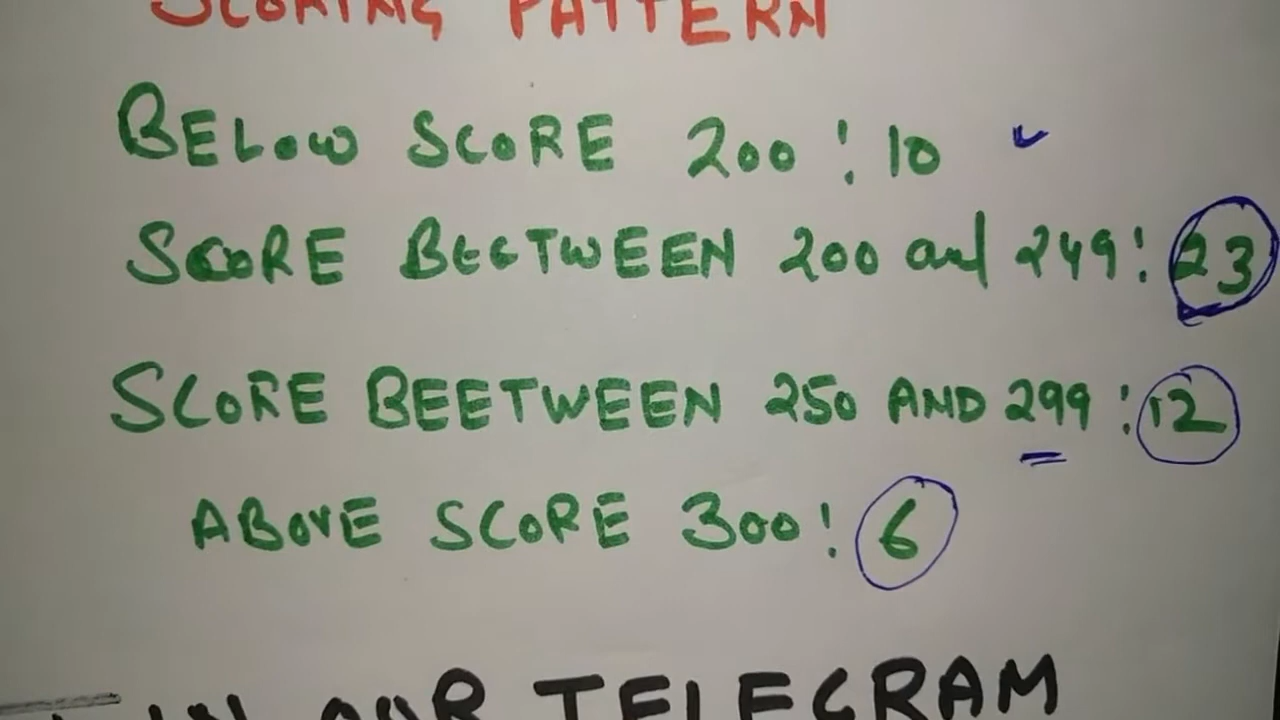 SCORING PATTERN
BELOW SCORE 200 : 10
SCORE BEETWEEN 200 and 249 : 23
SCORE BEETWEEN 250 AND 299 : 12
ABOVE SCORE 300 : 6
OUR TELEGRAM